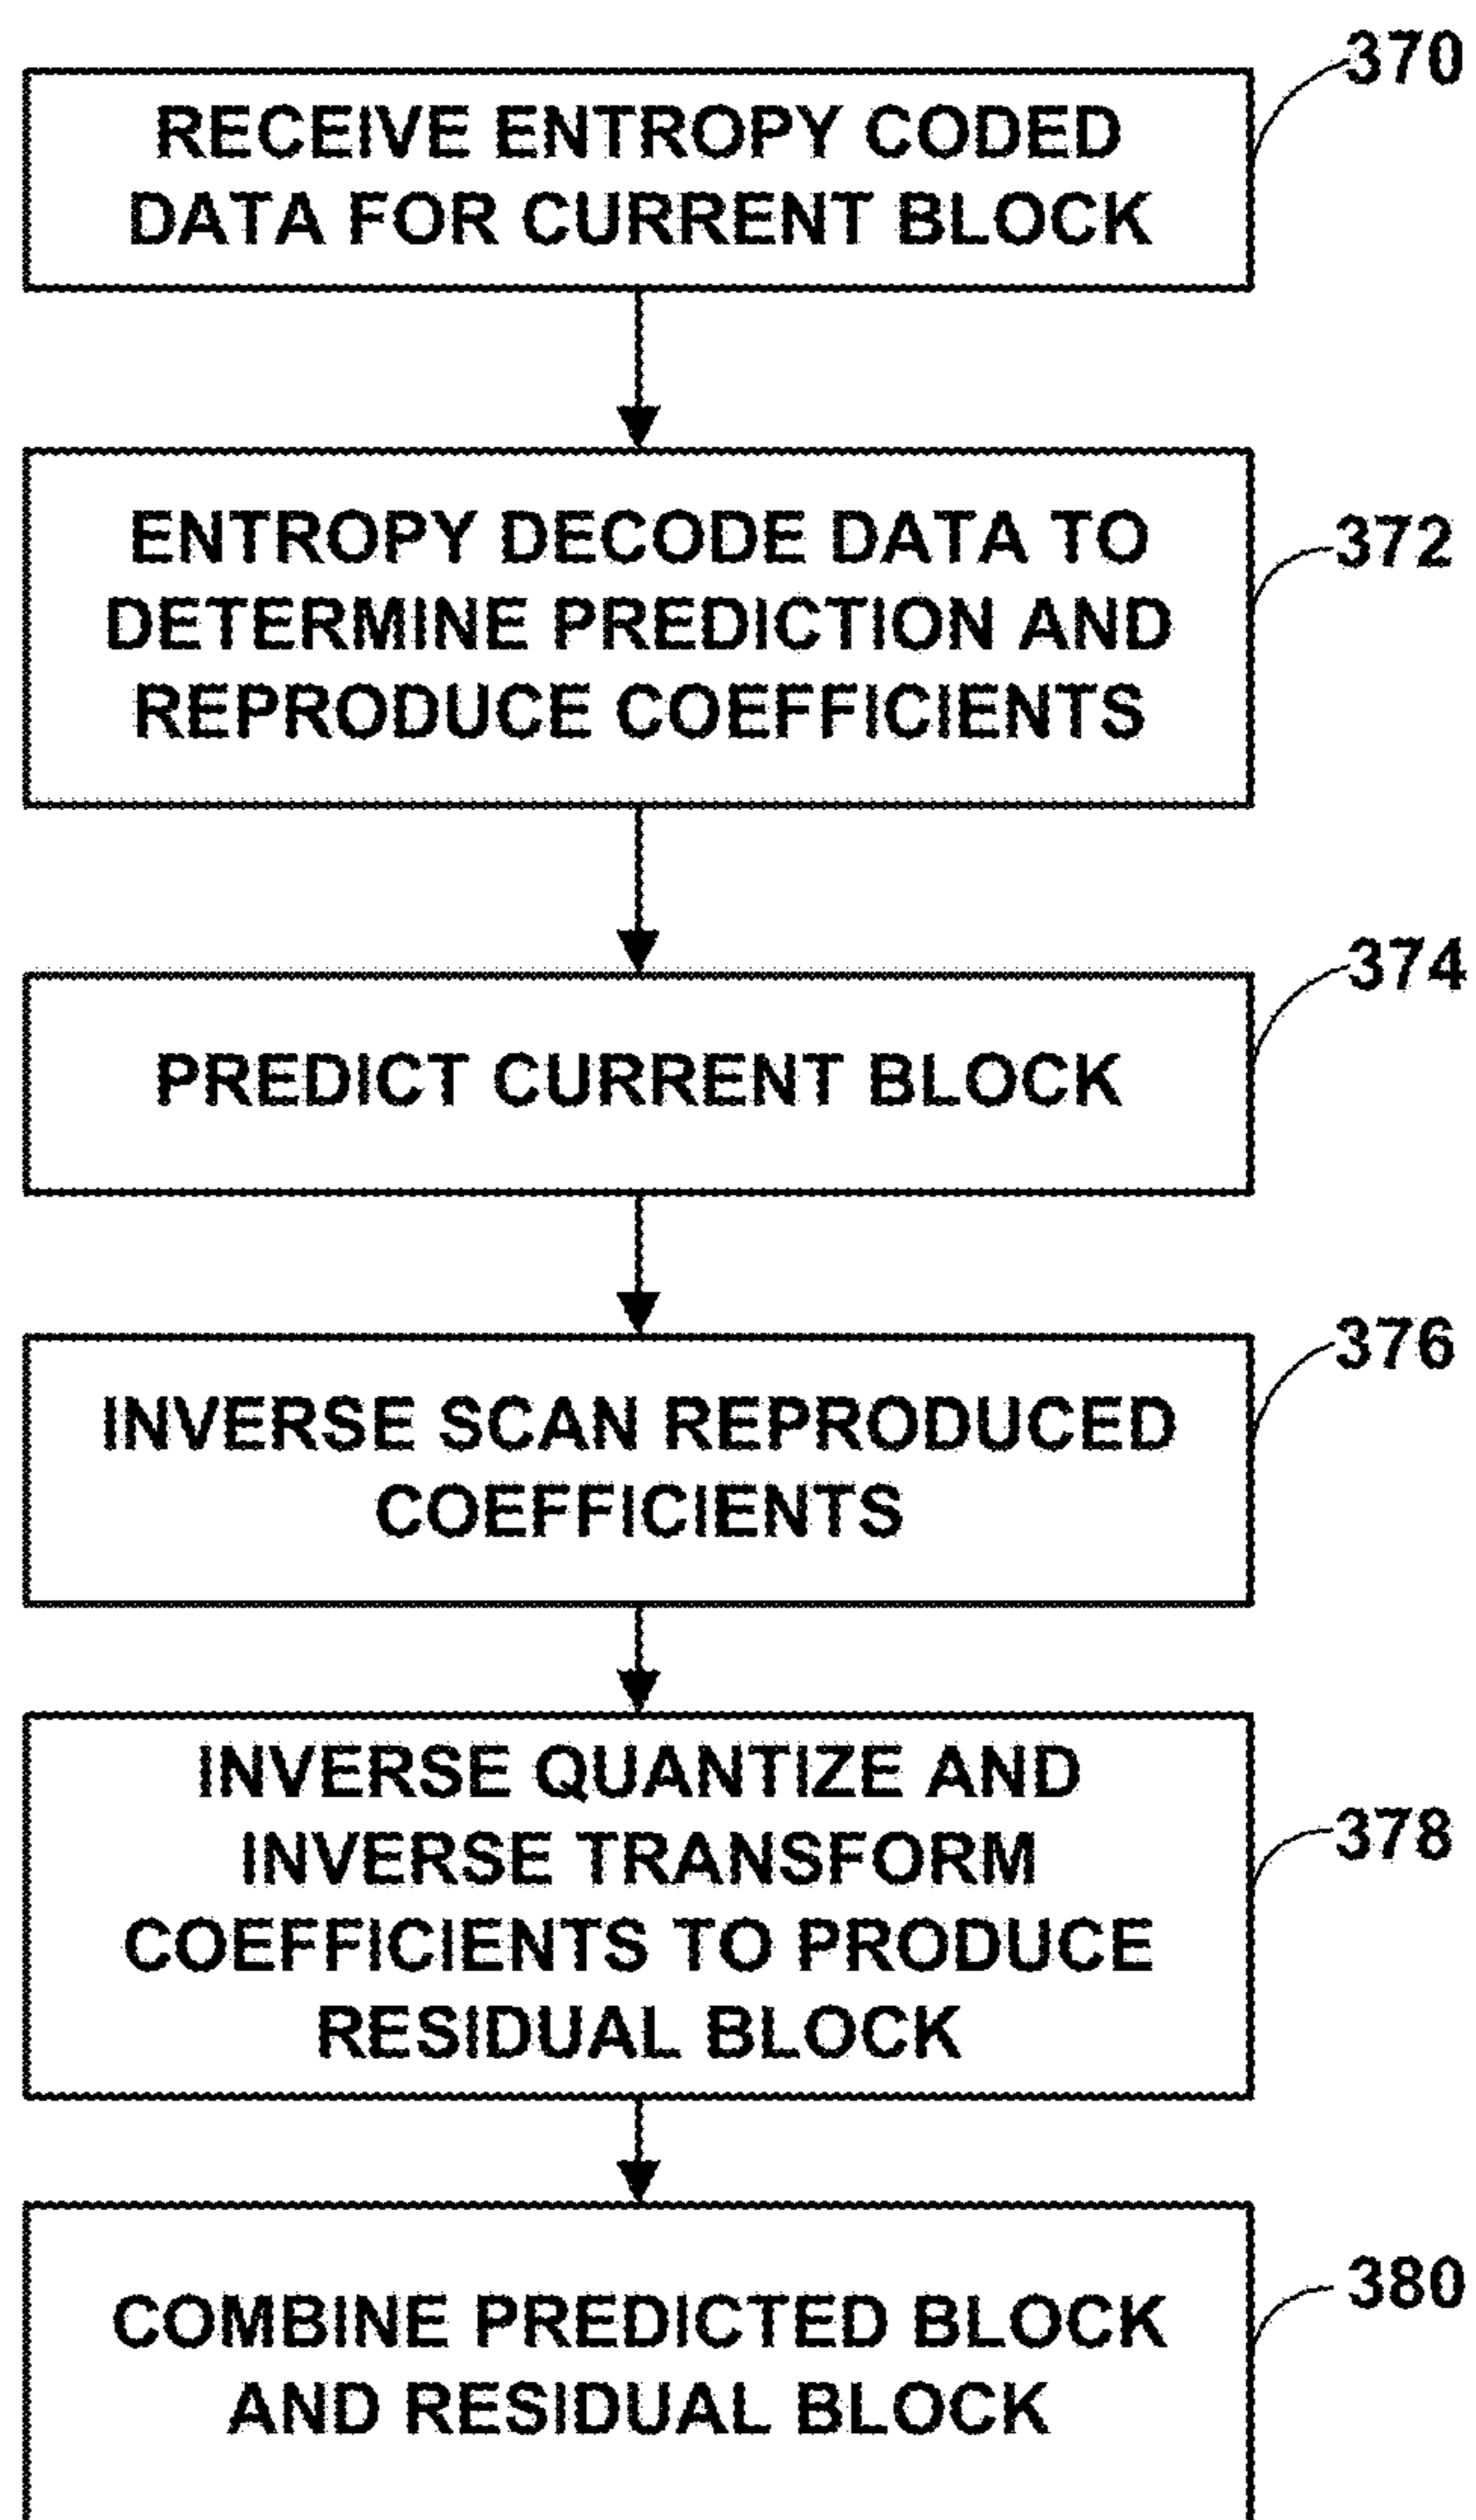 370
RECEIVE ENTROPY CODED
DATA FOR CURRENT BLOCK
372
ENTROPY DECODE DATA TO
DETERMINE PREDICTION AND
REPRODUCE COEFFICIENTS
374
PREDICT CURRENT BLOCK
376
INVERSE SCAN REPRODUCED
COEFFICIENTS
INVERSE QUANTIZE AND
INVERSE TRANSFORM
378
COEFFICIENTS TO PRODUCE
RESIDUAL BLOCK
380
COMBINE PREDICTED BLOCK
AND RESIDUAL BLOCK